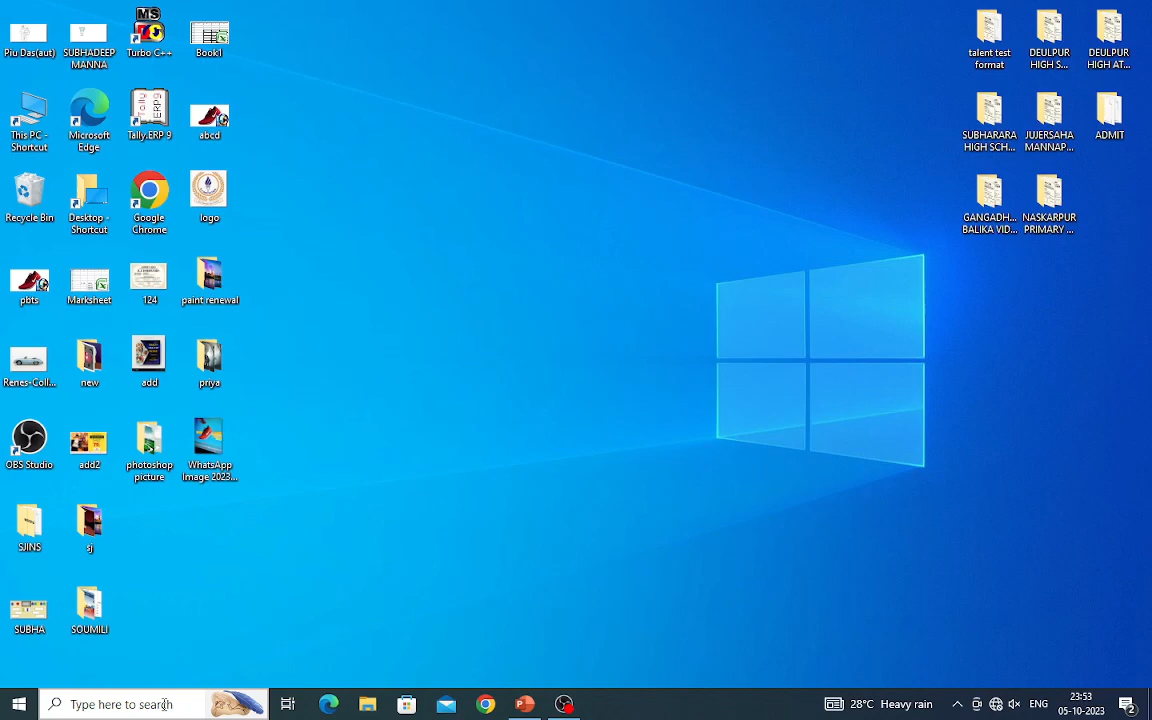 Piu Das(aut)
SUBHADEEP
MANNA
MS
Turbo C++
Book1
talent test
format
DEULPUR
HIGH S...
DEULPUR
HIGH AT...
This PC -
Shortcut
Microsoft
Edge
Tally
ERP9
Tally.ERP 9
abcd
SUBHARARA
HIGH SCH...
JUJERSAHA
MANNAP...
ADMIT
Recycle Bin
Desktop -
Shortcut
Google
Chrome
logo
GANGADH...
BALIKA VID...
NASKARPUR
PRIMARY ...
pbts
Marksheet
124
paint renewal
Renes-Coll...
new
add
priya
OBS Studio
add2
photoshop
picture
WhatsApp
Image 2023...
SJINS
sj
SUBHA
SOUMILI
Type here to search
28°C Heavy rain
ENG
23:53
05-10-2023
2